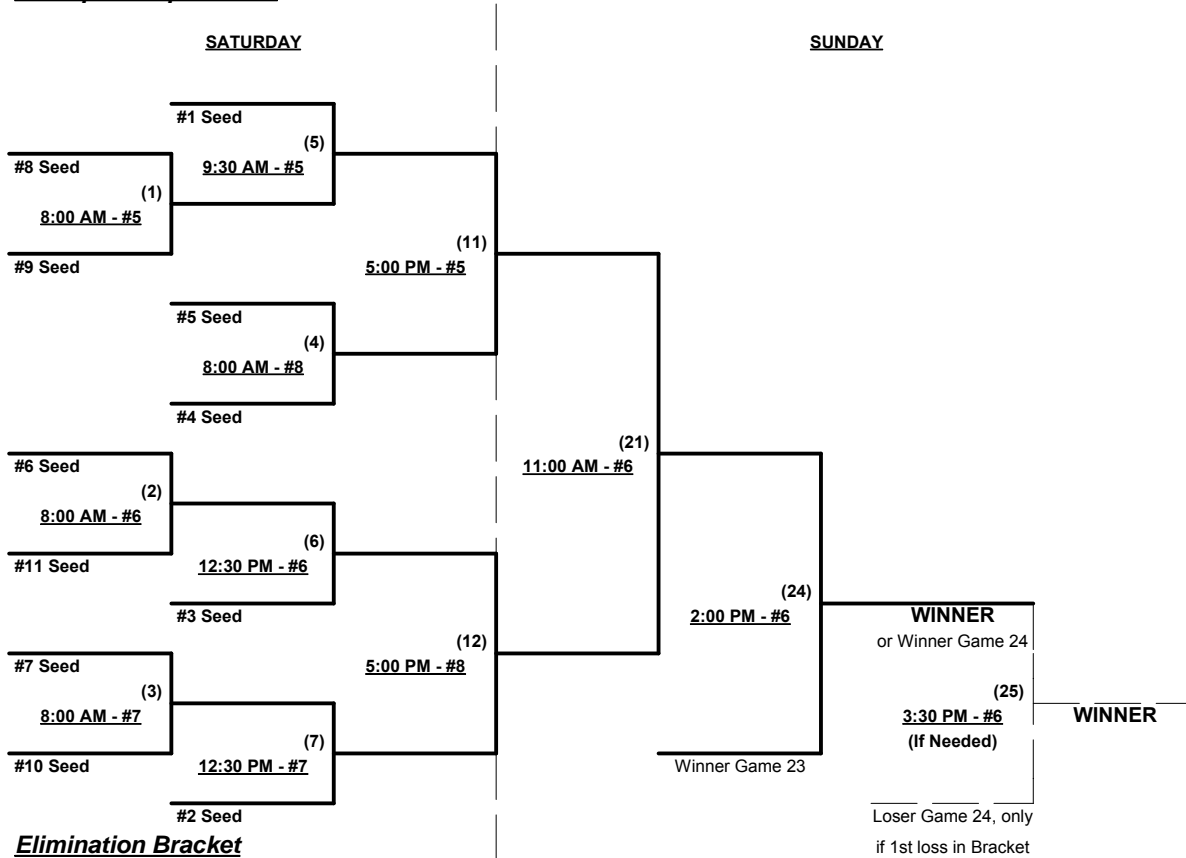 SATURDAY
SUNDAY
#1 Seed
(5)
#8 Seed
9:30 AM - #5
(1)
8:00 AM - #5
(11)
#9 Seed
5:00 PM - #5
#5 Seed
(4)
8:00 AM - #8
#4 Seed
(21)
#6 Seed
11:00 AM - #6
(2)
8:00 AM - #6
(6)
#11 Seed
12:30 PM - #6
(24)
#3 Seed
2:00 PM - #6
WINNER
(12)
or Winner Game 24
#7 Seed
5:00 PM - #8
(3)
(25)
8:00 AM - #7
3:30 PM - #6
WINNER
(7)
(If Needed)
#10 Seed
12:30 PM - #7
Winner Game 23
#2 Seed
Loser Game 24, only
Elimination Bracket
if 1st loss in Bracket